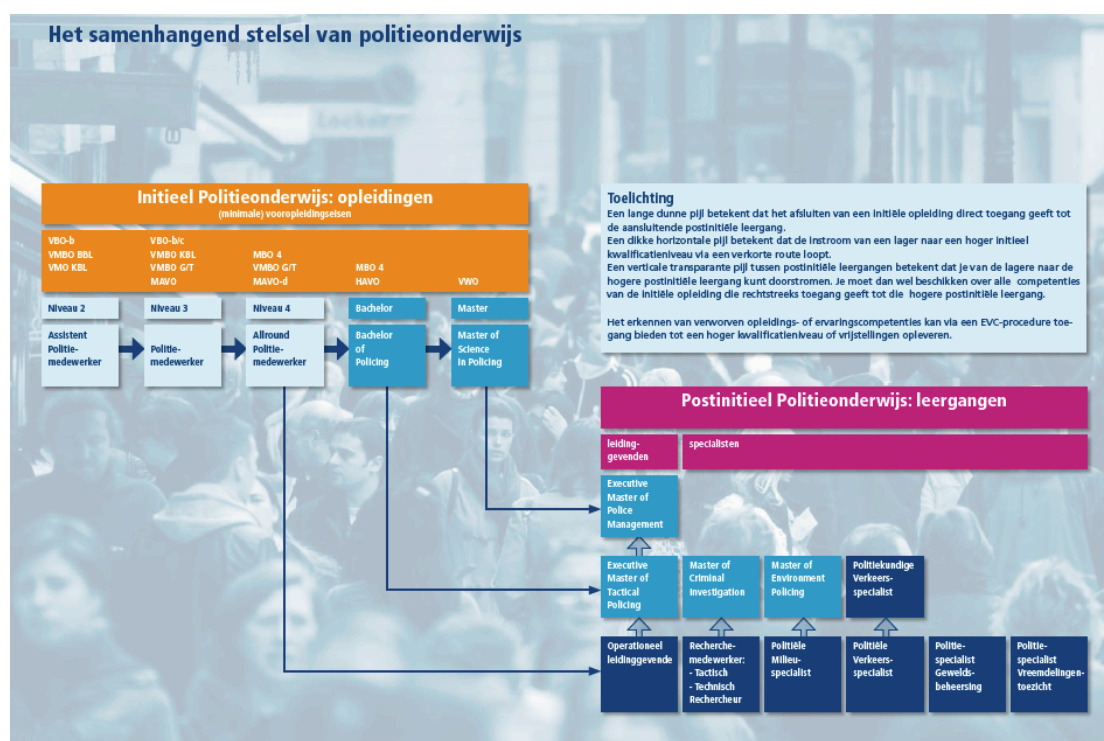 Het samenhangend stelsel van politieonderwijs
Initieel Politieonderwijs: opleidingen
(minimale) vooropleidingseisen
VBO-b
VMBO BBL
VMO KBL
VBO-b/c
VMBO KBL
VMBO G/T
MAVO
MBO 4
VMBO G/T
MAVO-d
MBO 4
HAVO
VWO
Niveau 2
Niveau 3
Niveau 4
Bachelor
Master
Assistent
Politie-
medewerker
Politie-
medewerker
Allround
Politie-
medewerker
Bachelor
of
Policing
Master of
Science
in Policing
Toelichting
Een lange dunne pijl betekent dat het afsluiten van een initiële opleiding direct toegang geeft tot
de aansluitende postinitiële leergang.
Een dikke horizontale pijl betekent dat de instroom van een lager naar een hoger initieel
kwalificatieniveau via een verkorte route loopt.
Een verticale transparante pijl tussen postinitiële leergangen betekent dat je van de lagere naar de
hogere postinitiële leergang kunt doorstromen. Je moet dan wel beschikken over alle competenties
van de initiële opleiding die rechtstreeks toegang geeft tot die hogere postinitiële leergang.
Het erkennen van verworven opleidings- of ervaringscompetenties kan via een EVC-procedure toe-
gang bieden tot een hoger kwalificatieniveau of vrijstellingen opleveren.
Postinitieel Politieonderwijs: leergangen
leiding-
gevenden
specialisten
Executive
Master of
Police
Management
Executive
Master of
Tactical
Policing
Master of
Criminal
Investigation
Master of
Environment
Policing
Politiekundige
Verkeers-
specialist
Operationeel
leidinggevende
Recherche-
medewerker:
- Tactisch
- Technisch
Rechercheur
Politiële
Milieu-
specialist
Politiële
Verkeers-
specialist
Politie-
specialist
Gewelds-
beheersing
Politie-
specialist
Vreemdelingen-
toezicht